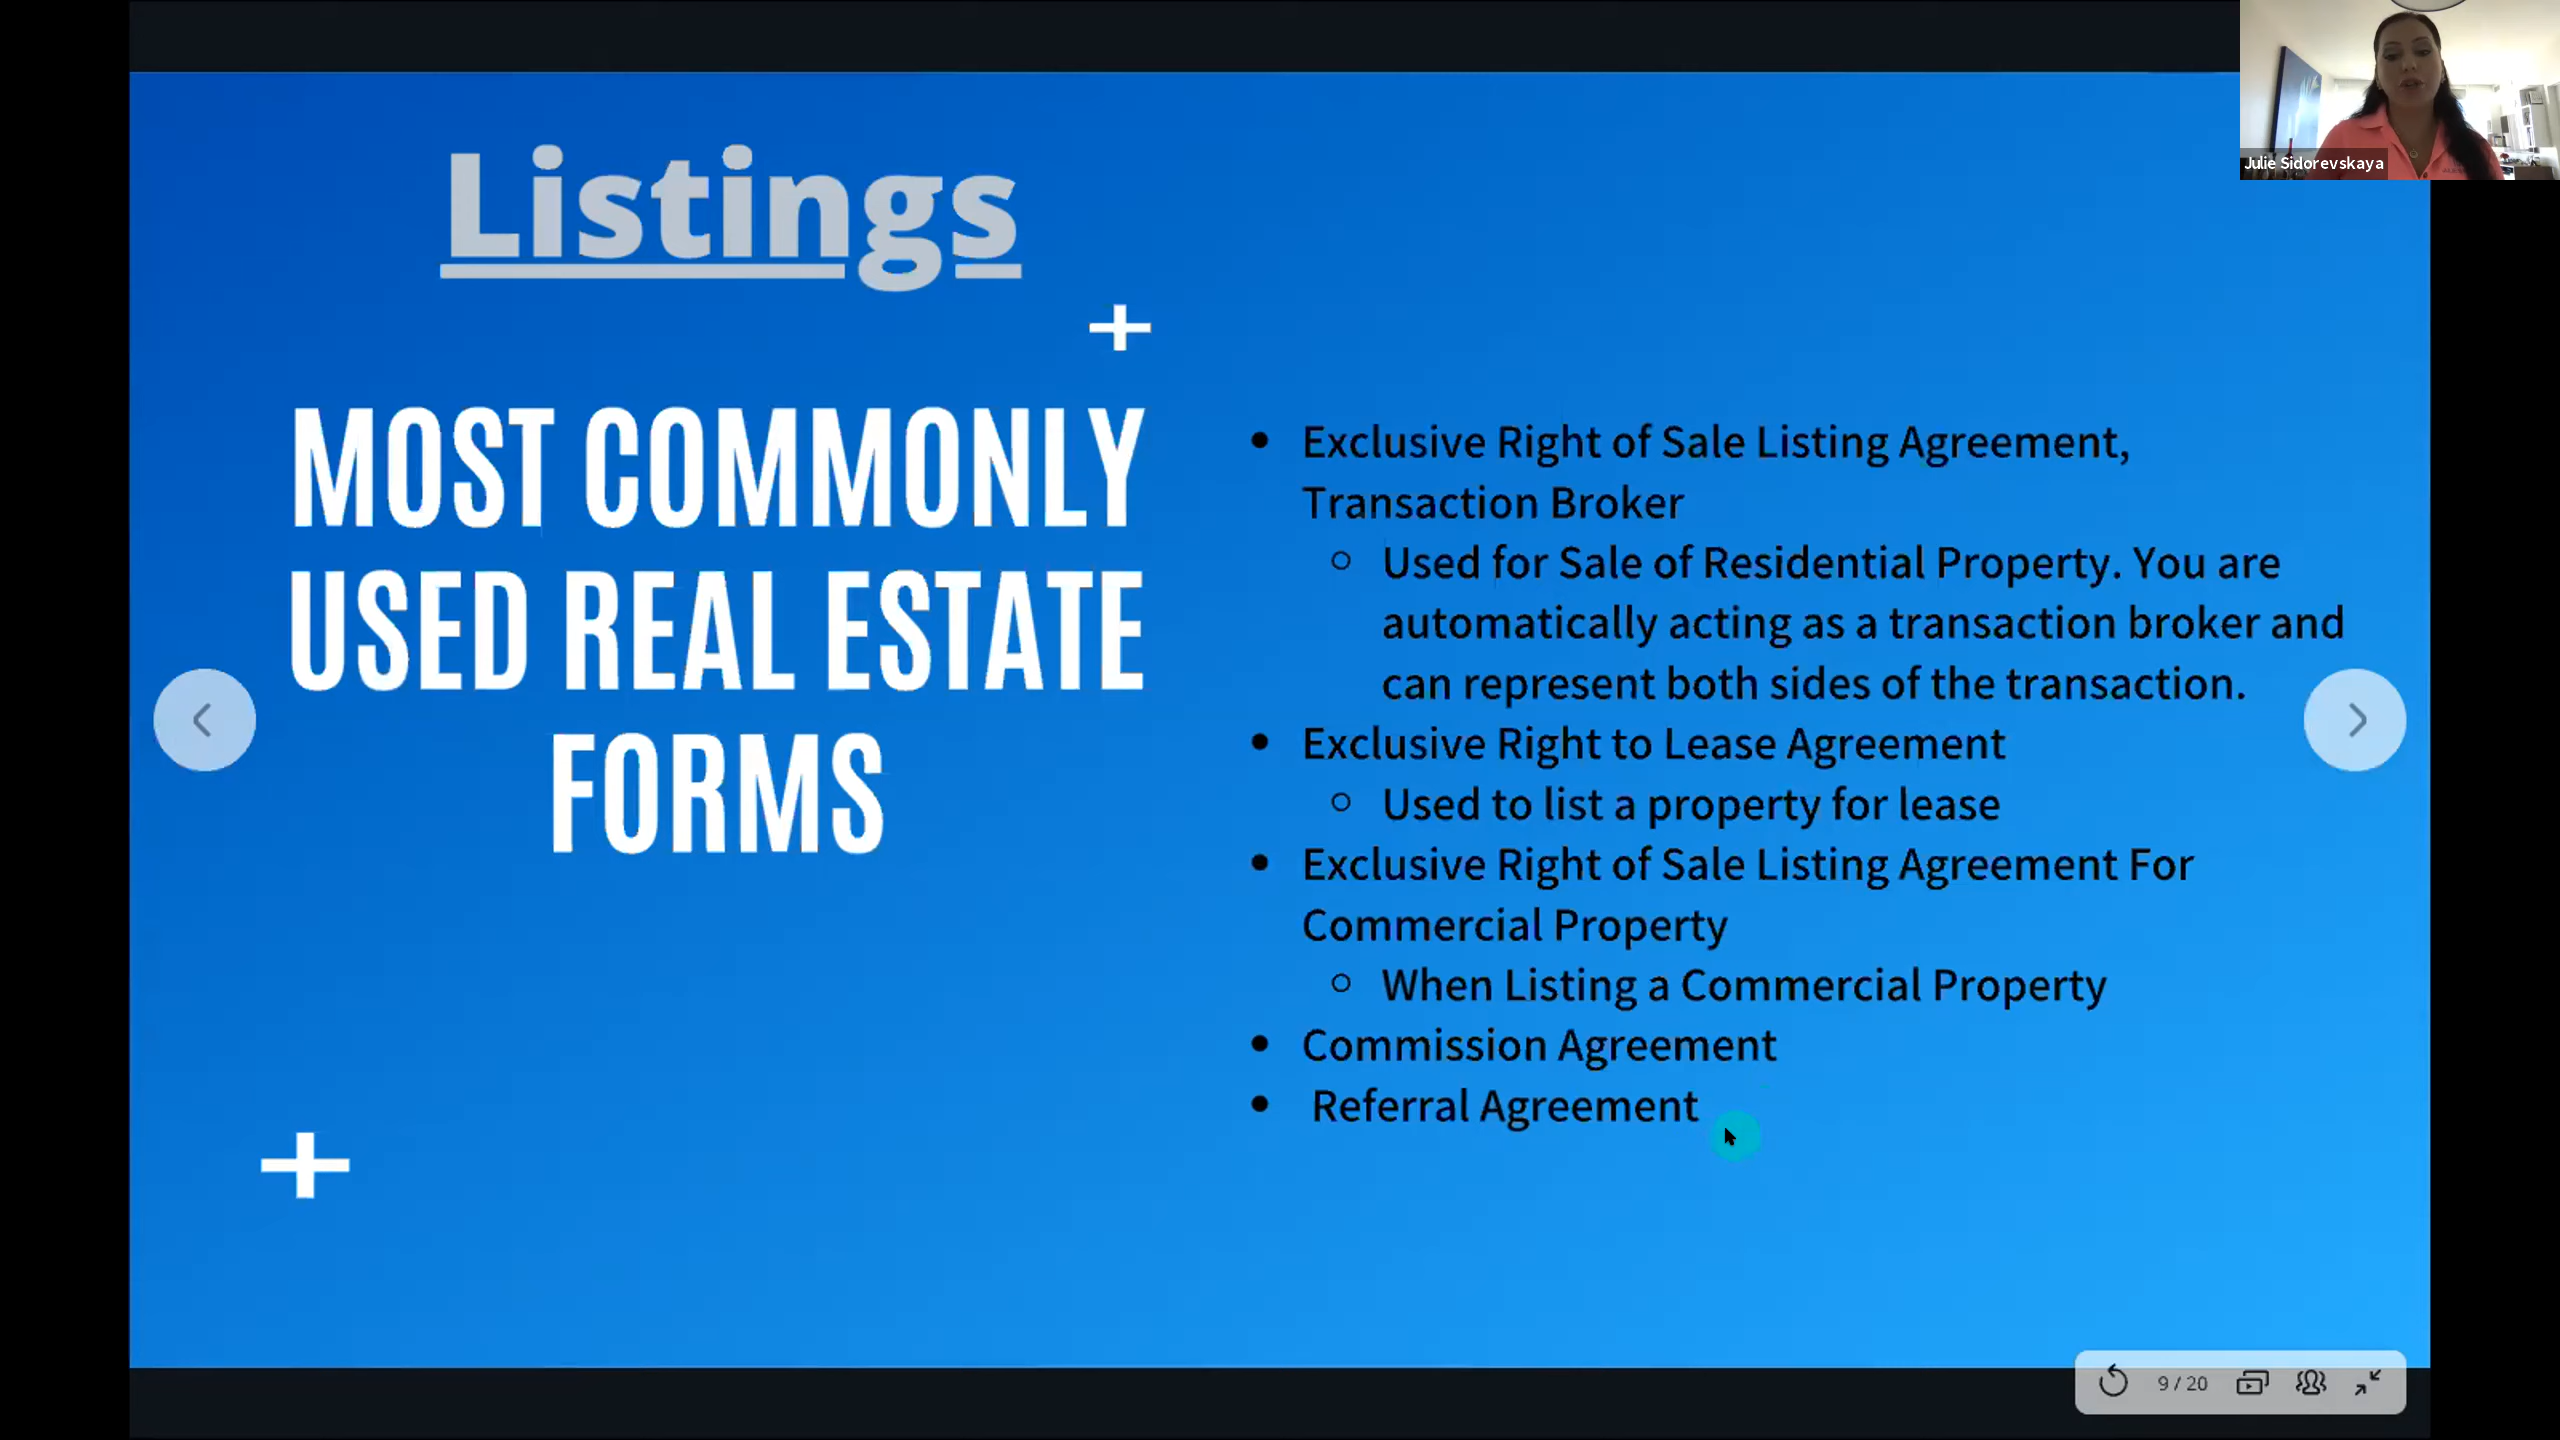 Julie Sidorevskaya
Listings
MOST COMMONLY
USED REAL ESTATE
FORMS
• Exclusive Right of Sale Listing Agreement,
Transaction Broker
○ Used for Sale of Residential Property. You are
automatically acting as a transaction broker and
can represent both sides of the transaction.
• Exclusive Right to Lease Agreement
○ Used to list a property for lease
• Exclusive Right of Sale Listing Agreement For
Commercial Property
○ When Listing a Commercial Property
• Commission Agreement
• Referral Agreement
9 / 20